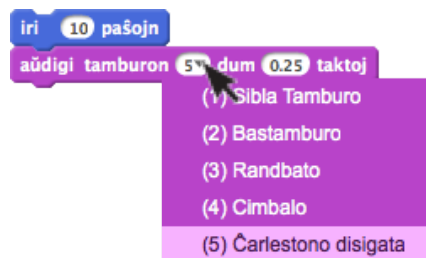 iri 10 paŝojn
aŭdigi tamburon 5 dum 0.25 taktoj
(1) Sibla Tamburo
(2) Bastamburo
(3) Randbato
(4) Cimbalo
(5) Ĉarlestono disigata